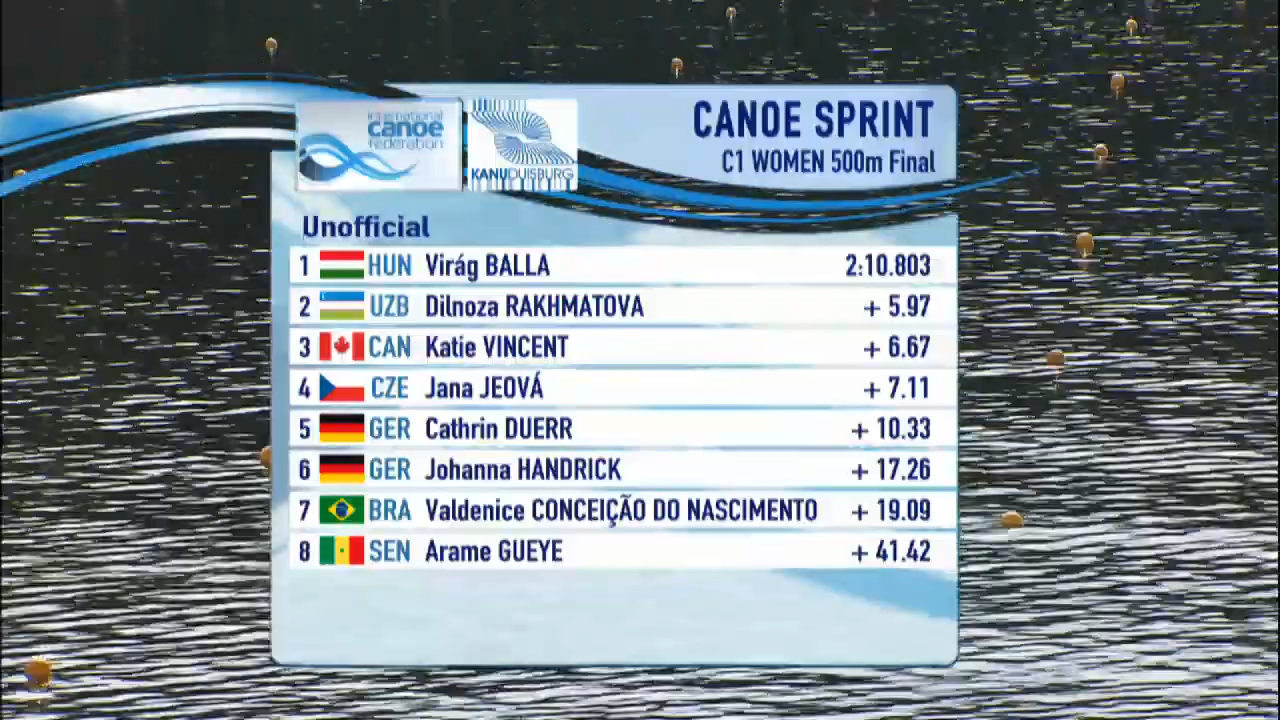 international
canoe
federation
KANUDUISBURG
CANOE SPRINT
C1 WOMEN 500m Final
Unofficial
1 HUN Virág BALLA 2:10.803
2 UZB Dilnoza RAKHMATOVA + 5.97
3 CAN Katie VINCENT + 6.67
4 CZE Jana JEOVÁ + 7.11
5 GER Cathrin DUERR + 10.33
6 GER Johanna HANDRICK + 17.26
7 BRA Valdenice CONCEIÇÃO DO NASCIMENTO + 19.09
8 SEN Arame GUEYE + 41.42